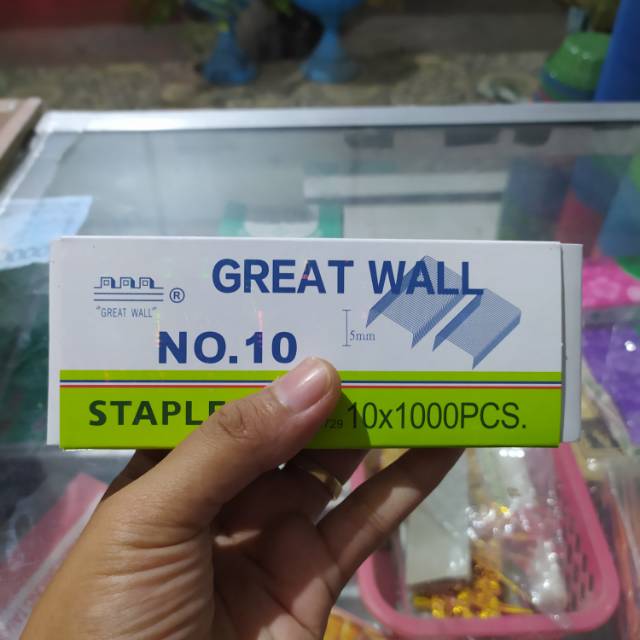 GREAT WALL
"GREAT WALL" ®
NO.10
5mm
10x1000PCS.